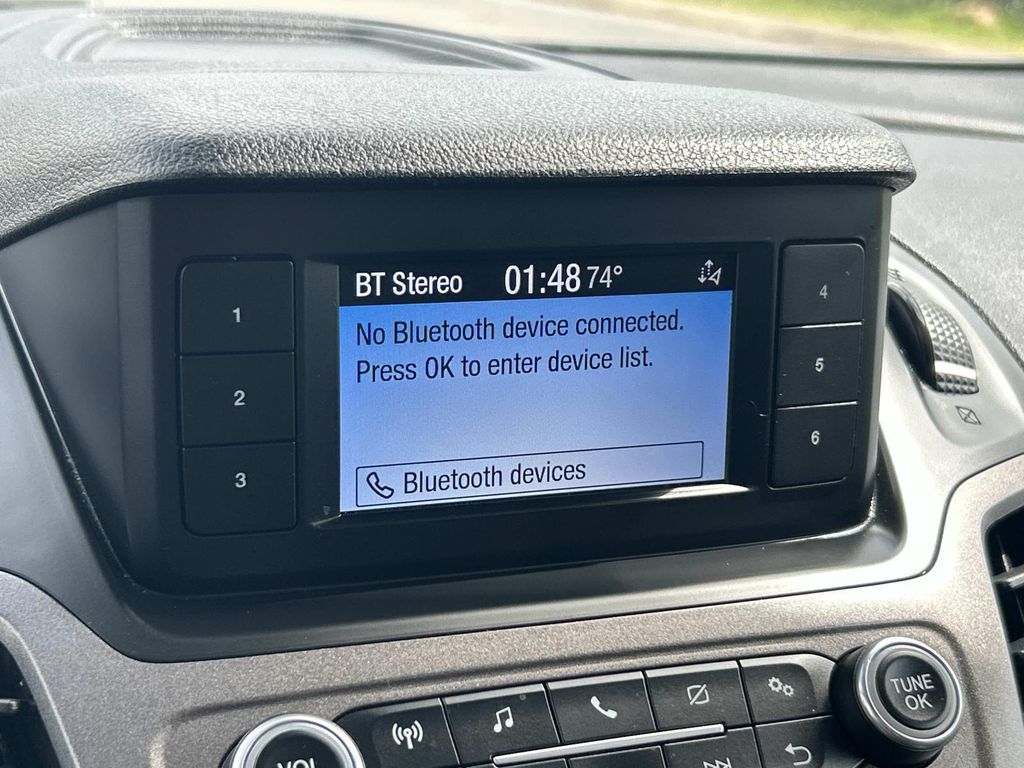 BT Stereo 01:48 74°
No Bluetooth device connected.
Press OK to enter device list.
Bluetooth devices
1
2
3
4
5
6
VOL
TUNE
OK